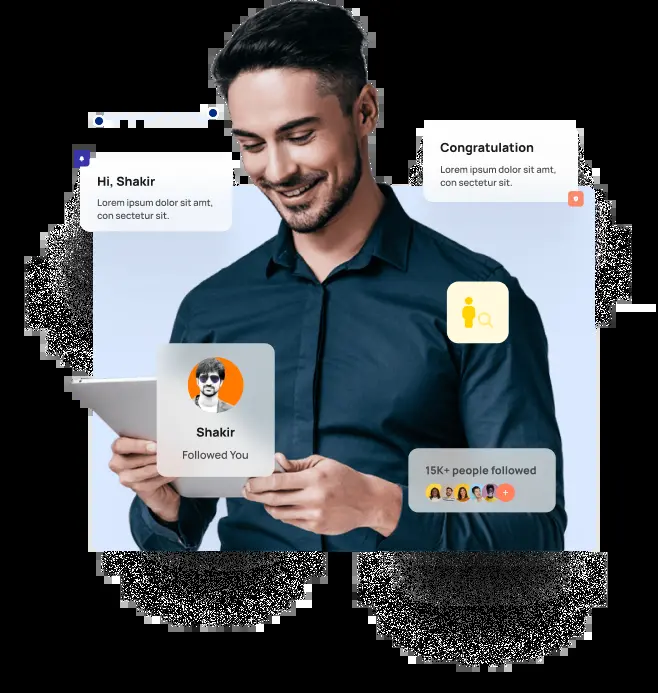 Hi, Shakir
Lorem ipsum dolor sit amt,
con sectetur sit.
Congratulation
Lorem ipsum dolor sit amt,
con sectetur sit.
Shakir
Followed You
15K+ people followed
+